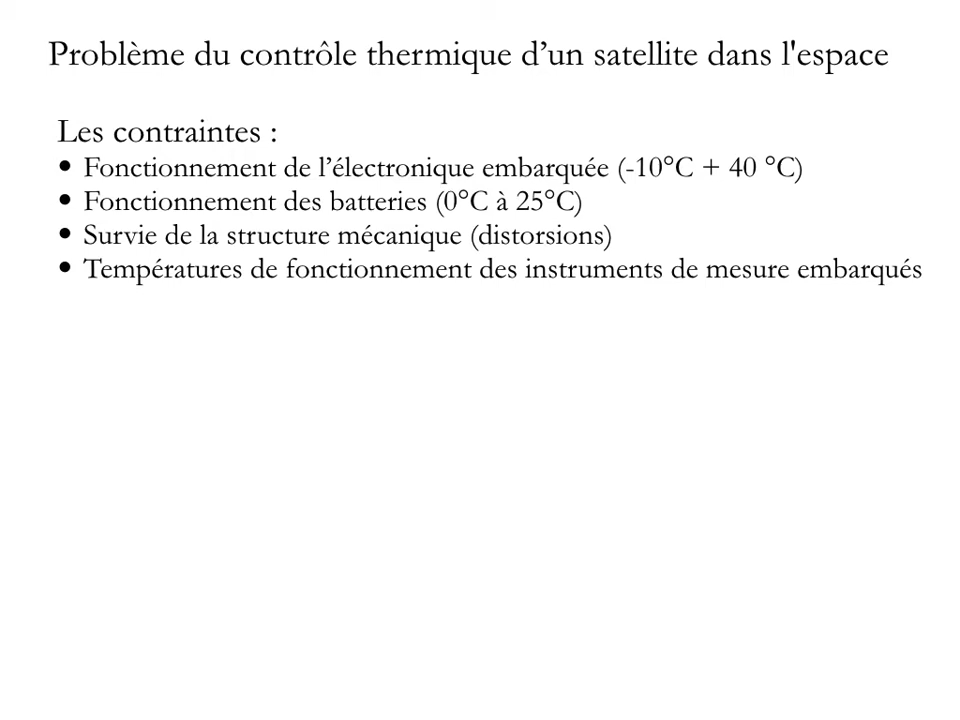 Problème du contrôle thermique d’un satellite dans l'espace
Les contraintes :
• Fonctionnement de l’électronique embarquée (-10°C + 40 °C)
• Fonctionnement des batteries (0°C à 25°C)
• Survie de la structure mécanique (distorsions)
• Températures de fonctionnement des instruments de mesure embarqués